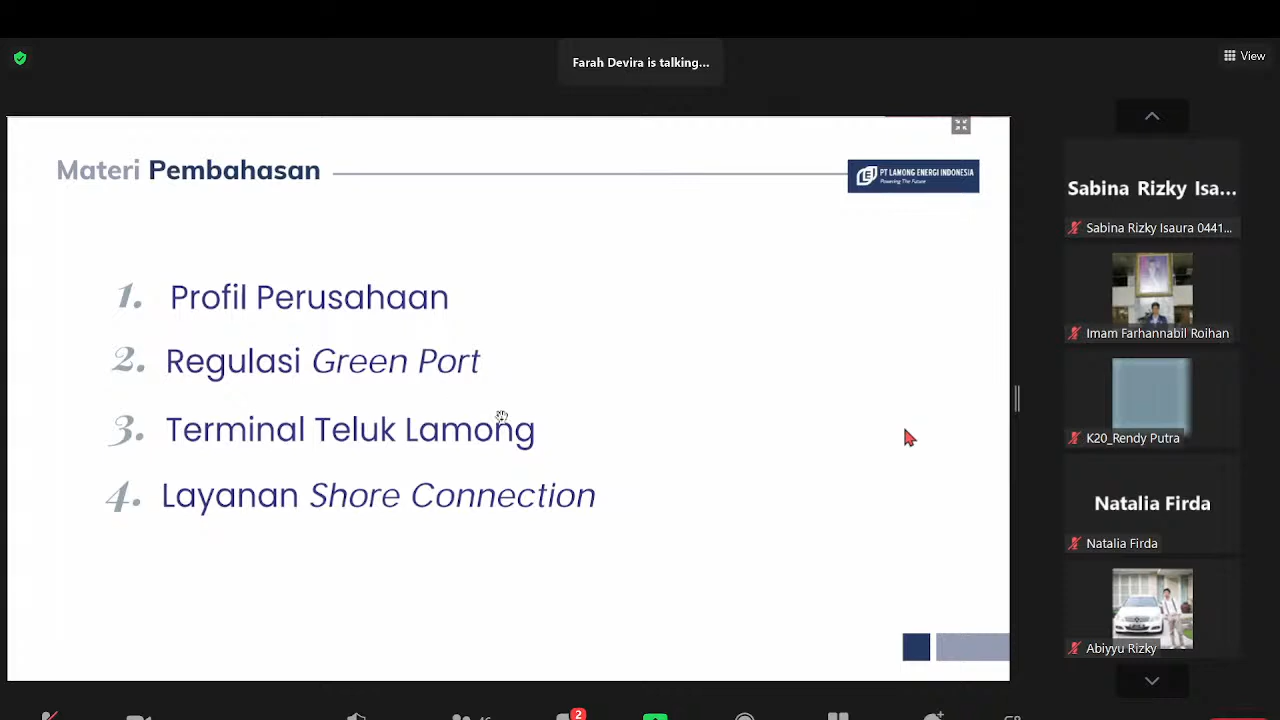 Farah Devira is talking...
View
Materi Pembahasan
PT LAMONG ENERGI INDONESIA
Powering The Future
1. Profil Perusahaan
2. Regulasi Green Port
3. Terminal Teluk Lamong
4. Layanan Shore Connection
Sabina Rizky Isa...
Sabina Rizky Isaura 0441...
Imam Farhannabil Roihan
K20_Rendy Putra
Natalia Firda
Natalia Firda
Abiyyu Rizky
2